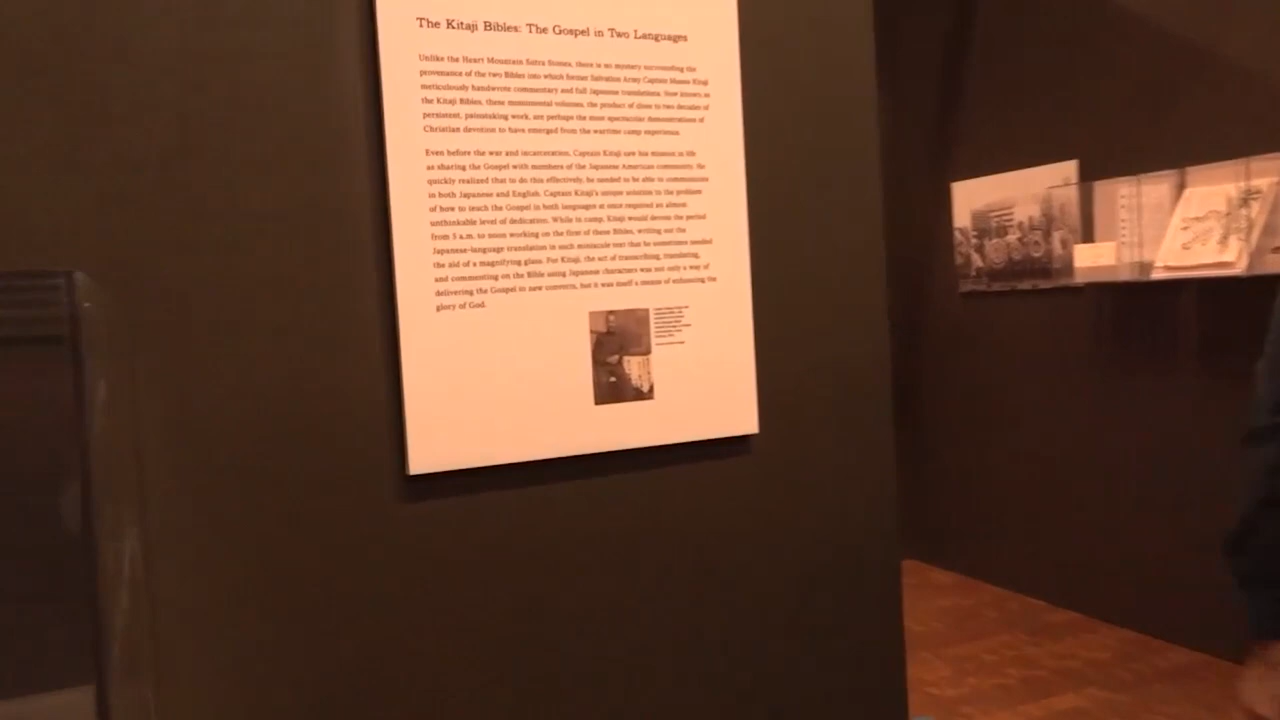 The Kitaji Bibles: The Gospel in Two Languages
Unlike the Heart Mountain Sutra Stones, there is no mystery surrounding the
provenance of the two Bibles into which former Salvation Army Captain Masuo Kitaji
meticulously handwrote commentary and full Japanese translations. Now known as
the Kitaji Bibles, these monumental volumes, the product of close to two decades of
persistent, painstaking work, are perhaps the most spectacular demonstrations of
Christian devotion to have emerged from the wartime camp experience.
Even before the war and incarceration, Captain Kitaji saw his mission in life
as sharing the Gospel with members of the Japanese American community. He
quickly realized that to do this effectively, he needed to be able to communicate
in both Japanese and English. Captain Kitaji's unique solution to the problem
of how to teach the Gospel in both languages at once required an almost
unthinkable level of dedication. While in camp, Kitaji would devote the period
from 5 a.m. to noon working on the first of these Bibles, writing out the
Japanese-language translation in such minuscule text that he sometimes needed
the aid of a magnifying glass. For Kitaji, the act of transcribing, translating,
and commenting on the Bible using Japanese characters was not only a way of
delivering the Gospel to new converts, but it was itself a means of enhancing the
glory of God.